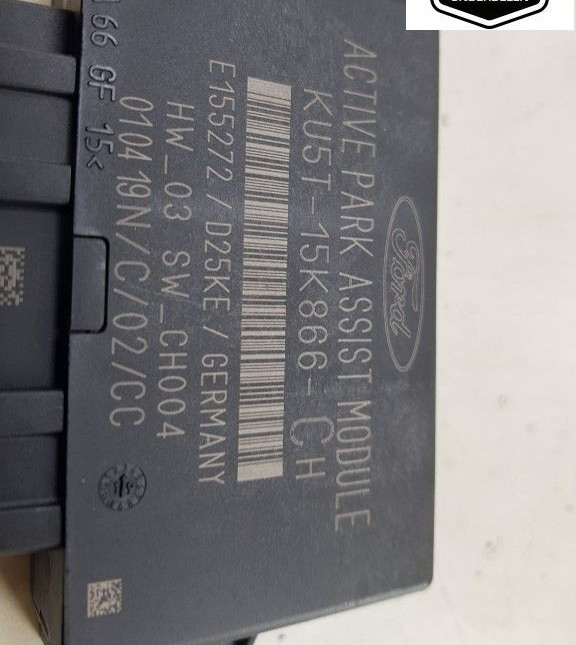 Ford
ACTIVE PARK ASSIST MODULE
KU5T-15K866-CH
E155272 / D25KE / GERMANY
HW_03 SW_CH004
010419N/C/02/CC
66 GF 15<